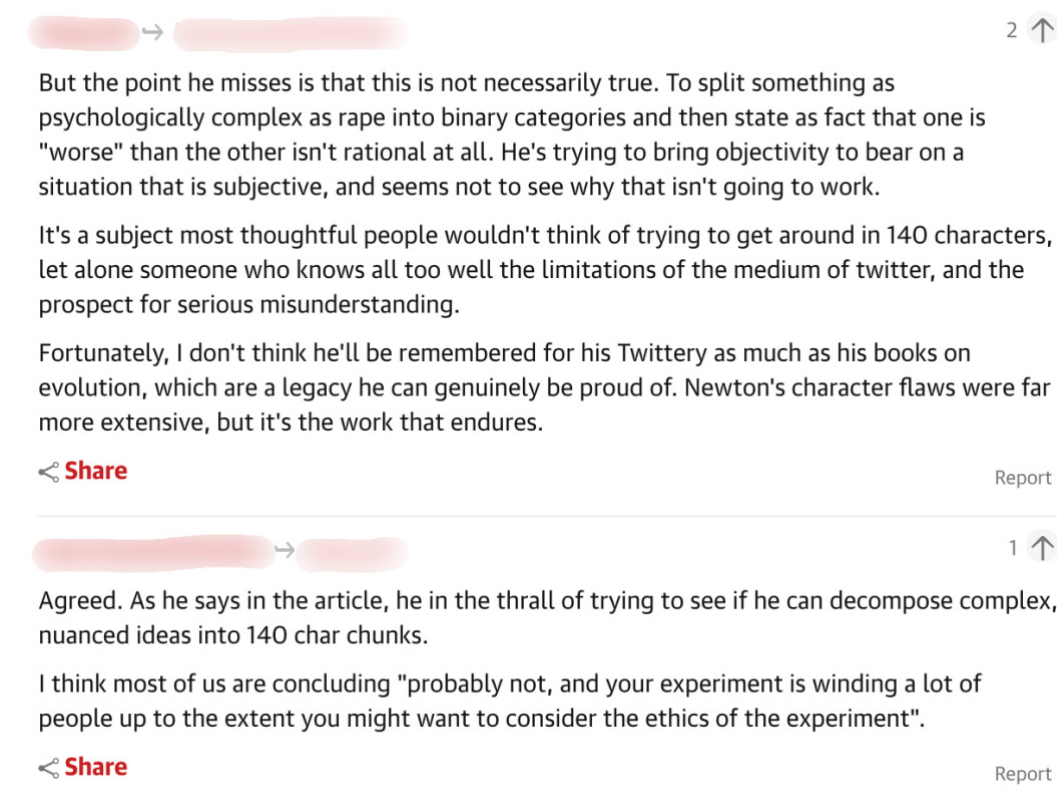 2
But the point he misses is that this is not necessarily true. To split something as
psychologically complex as rape into binary categories and then state as fact that one is
"worse" than the other isn't rational at all. He's trying to bring objectivity to bear on a
situation that is subjective, and seems not to see why that isn't going to work.
It's a subject most thoughtful people wouldn't think of trying to get around in 140 characters,
let alone someone who knows all too well the limitations of the medium of twitter, and the
prospect for serious misunderstanding.
Fortunately, I don't think he'll be remembered for his Twittery as much as his books on
evolution, which are a legacy he can genuinely be proud of. Newton's character flaws were far
more extensive, but it's the work that endures.
Share
Report
1
Agreed. As he says in the article, he in the thrall of trying to see if he can decompose complex,
nuanced ideas into 140 char chunks.
I think most of us are concluding "probably not, and your experiment is winding a lot of
people up to the extent you might want to consider the ethics of the experiment".
Share
Report